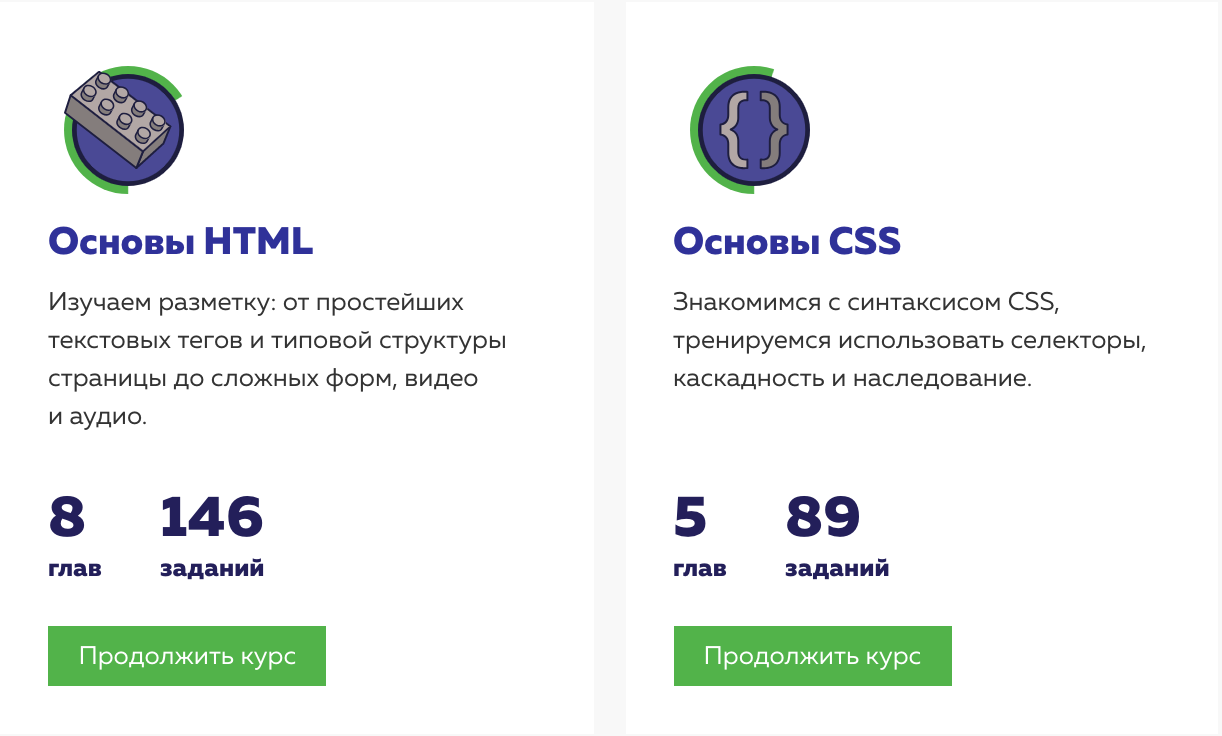 Основы HTML
Изучаем разметку: от простейших
текстовых тегов и типовой структуры
страницы до сложных форм, видео
и аудио.
8 146
глав заданий
Продолжить курс
{ }
Основы CSS
Знакомимся с синтаксисом CSS,
тренируемся использовать селекторы,
каскадность и наследование.
5 89
глав заданий
Продолжить курс